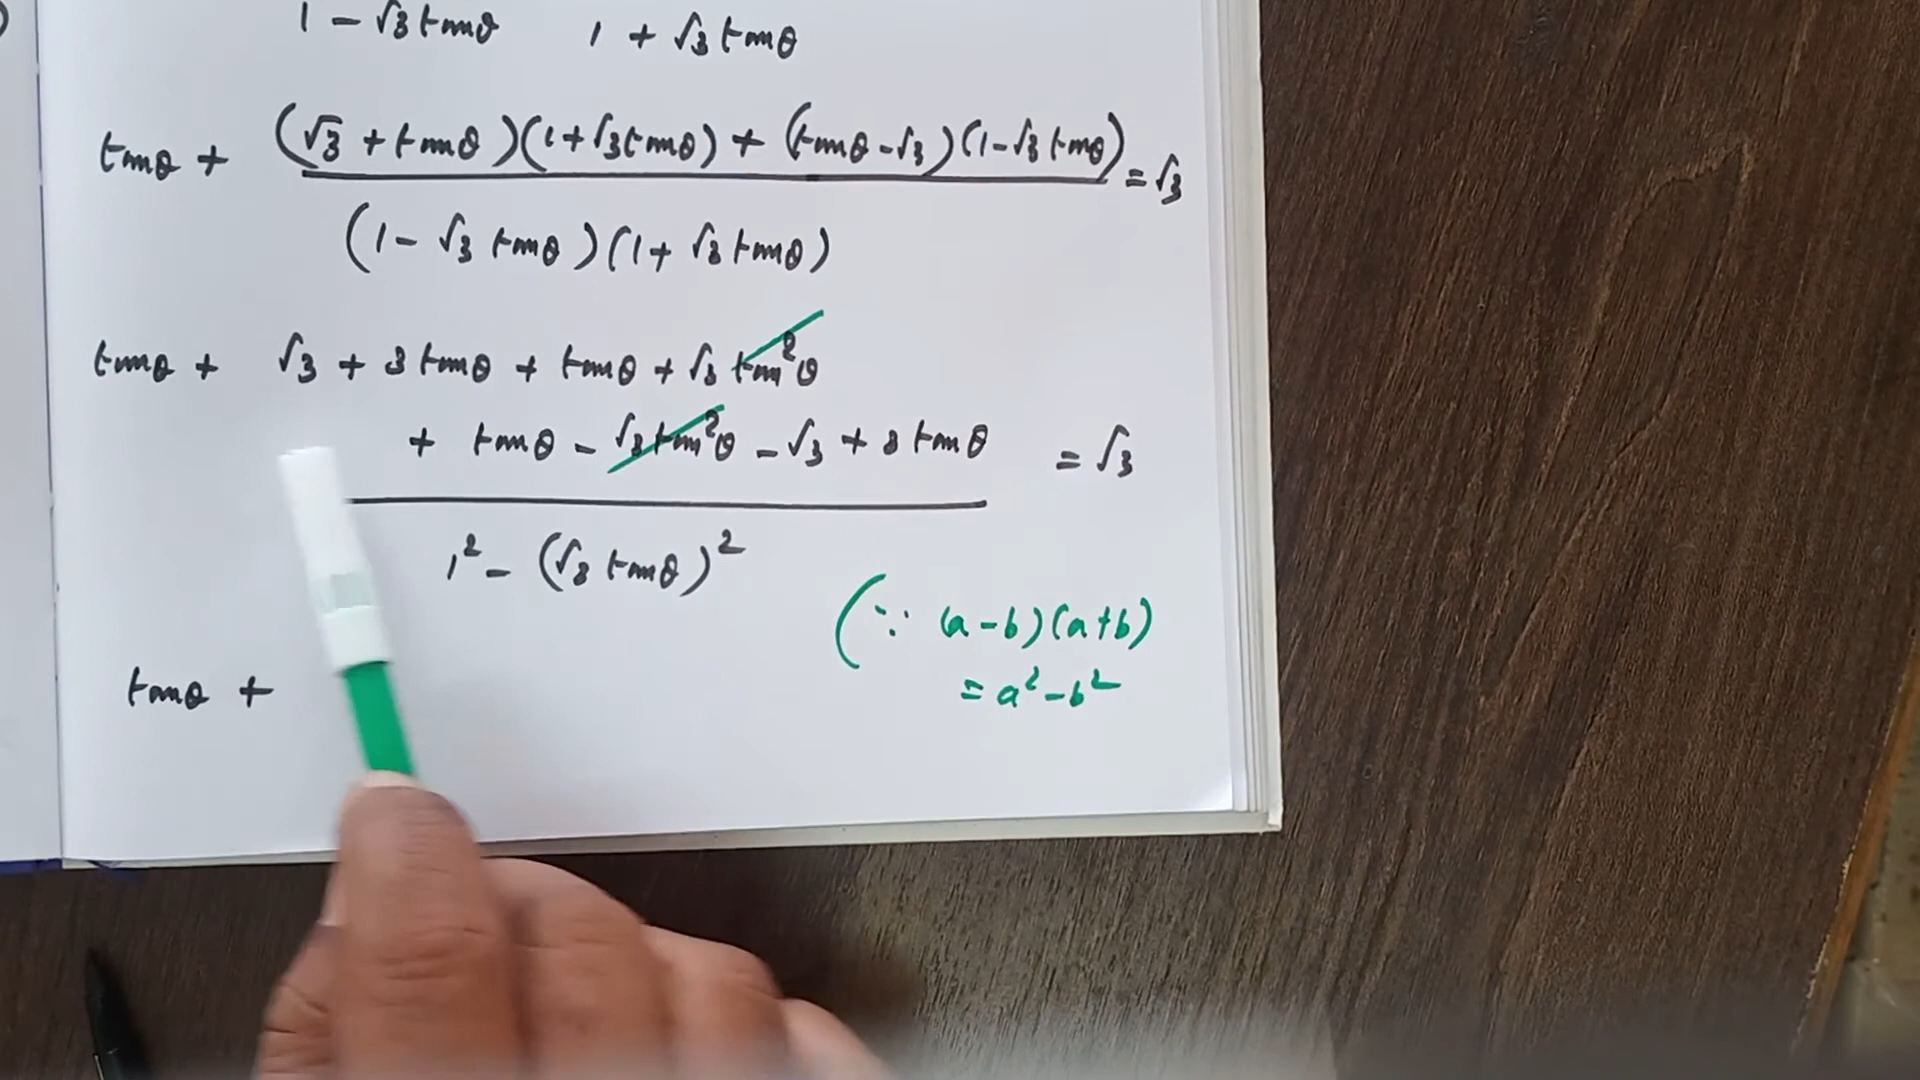 )
1 - √3 tanθ    1 + √3 tanθ
tanθ + (√3 + tanθ)(1 + √3 tanθ) + (tanθ - √3)(1 - √3 tanθ) = √3
(1 - √3 tanθ)(1 + √3 tanθ)
tanθ + √3 + 3 tanθ + tanθ + √3 tan²θ
+ tanθ - √3 tan²θ - √3 + 3 tanθ = √3
1² - (√3 tanθ)²
(∵ (a-b)(a+b)
= a² - b²
tanθ +